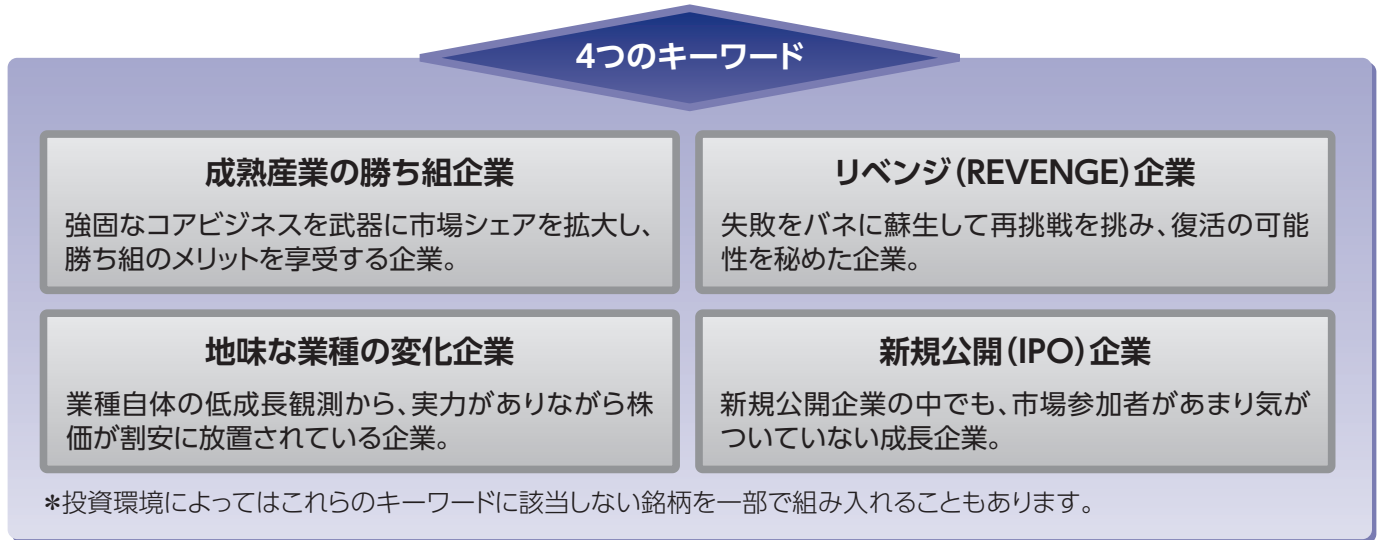 4つのキーワード
成熟産業の勝ち組企業
強固なコアビジネスを武器に市場シェアを拡大し、
勝ち組のメリットを享受する企業。
リベンジ(REVENGE)企業
失敗をバネに蘇生して再挑戦を挑み、復活の可能
性を秘めた企業。
地味な業種の変化企業
業種自体の低成長観測から、実力がありながら株
価が割安に放置されている企業。
新規公開(IPO)企業
新規公開企業の中でも、市場参加者があまり気が
ついていない成長企業。
*投資環境によってはこれらのキーワードに該当しない銘柄を一部で組み入れることもあります。